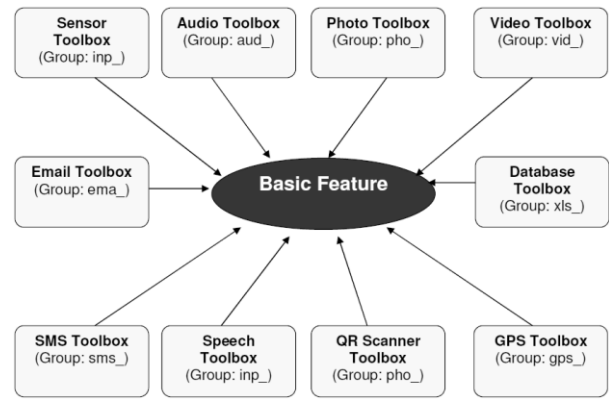 Sensor
Toolbox
(Group: inp_)
Audio Toolbox
(Group: aud_)
Photo Toolbox
(Group: pho_)
Video Toolbox
(Group: vid_)
Email Toolbox
(Group: ema_)
Basic Feature
Database
Toolbox
(Group: xls_)
SMS Toolbox
(Group: sms_)
Speech
Toolbox
(Group: inp_)
QR Scanner
Toolbox
(Group: pho_)
GPS Toolbox
(Group: gps_)